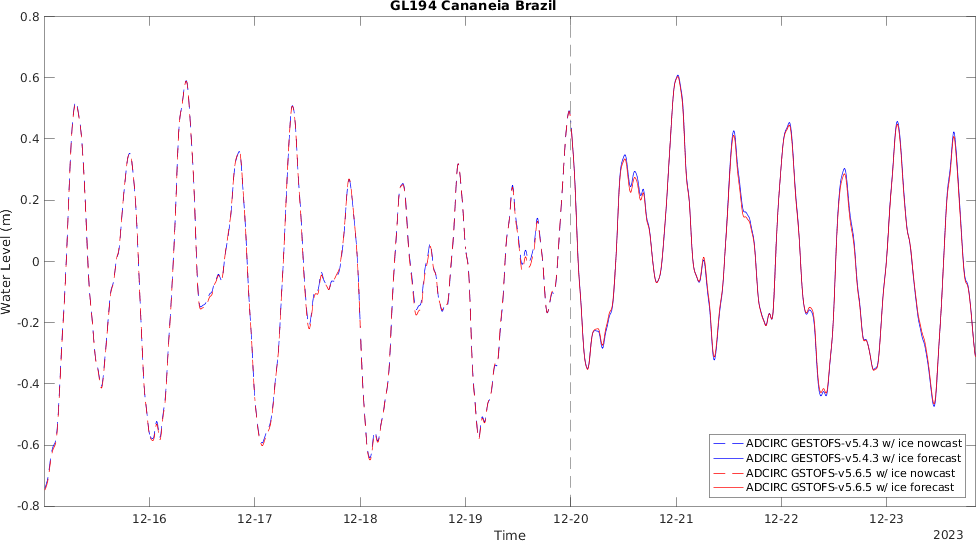 GL194 Cananeia Brazil
0.8
0.6
0.4
0.2
0
-0.2
-0.4
-0.6
-0.8
Water Level (m)
12-16
12-17
12-18
12-19
12-20
12-21
12-22
12-23
Time
2023
ADCIRC GESTOFS-v5.4.3 w/ ice nowcast
ADCIRC GESTOFS-v5.4.3 w/ ice forecast
ADCIRC GSTOFS-v5.6.5 w/ ice nowcast
ADCIRC GSTOFS-v5.6.5 w/ ice forecast